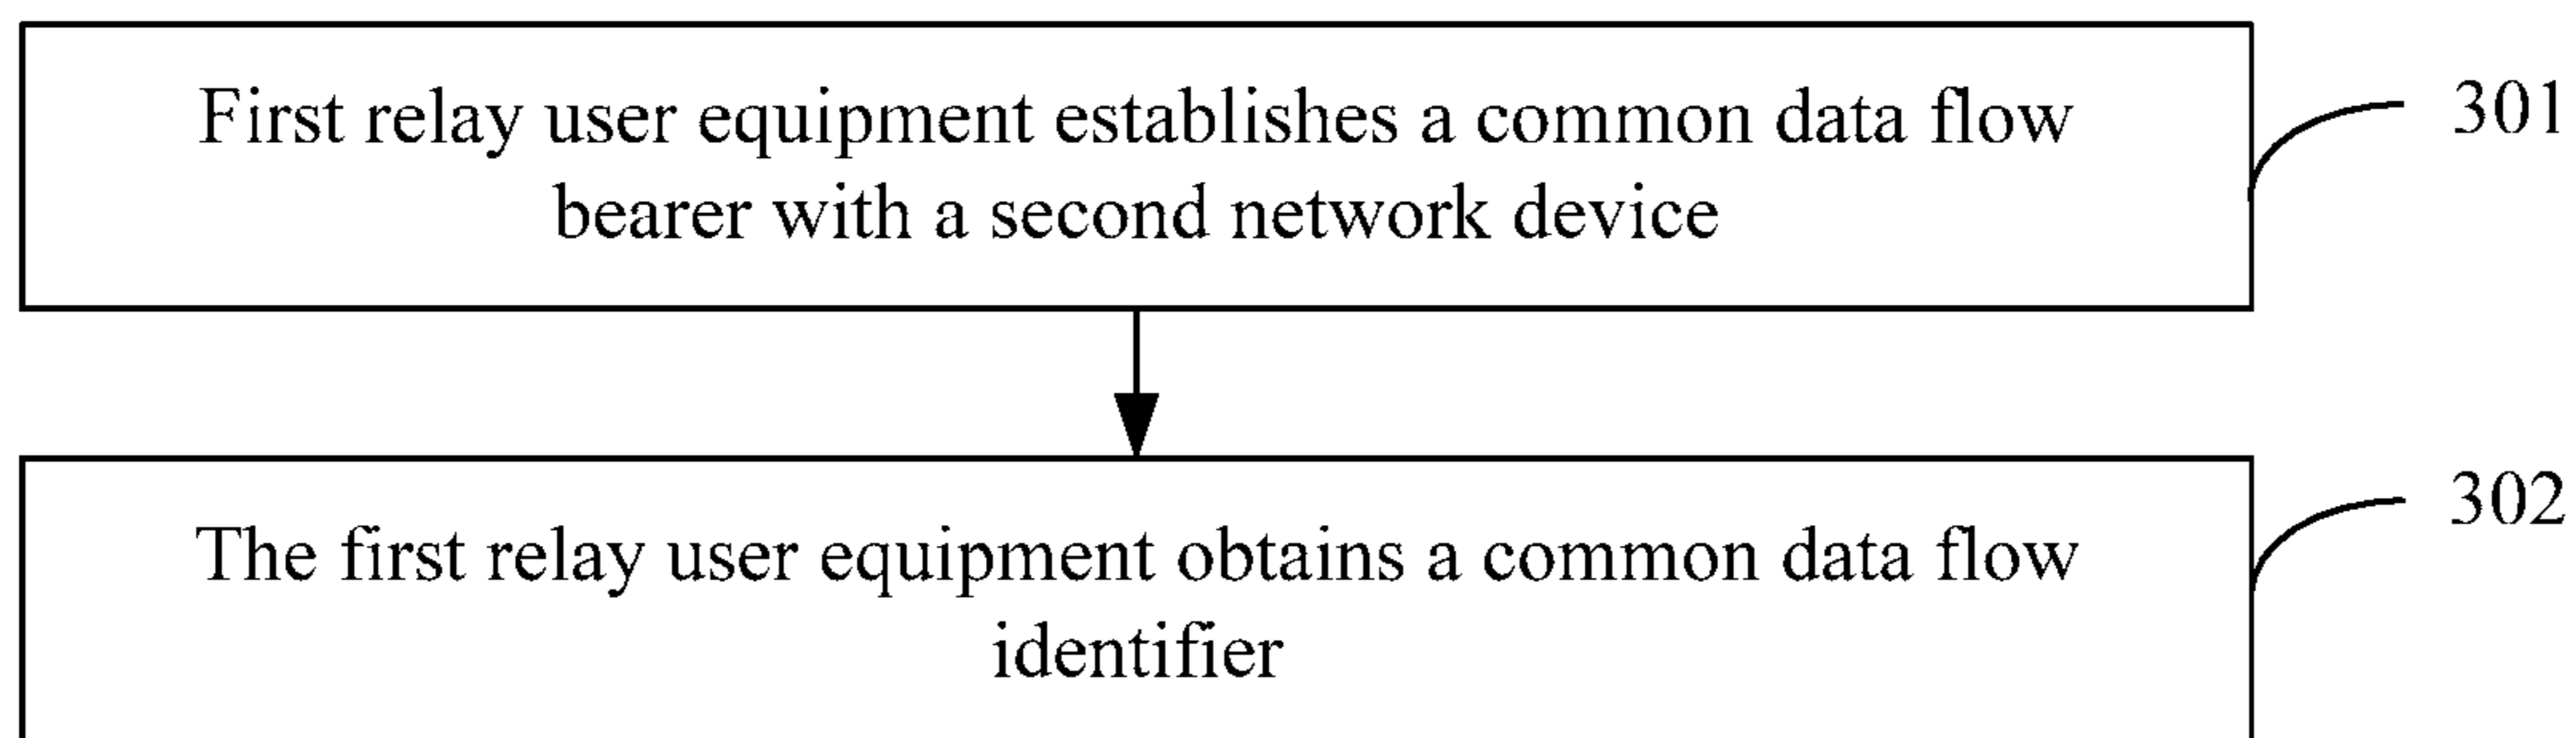 First relay user equipment establishes a common data flow
bearer with a second network device
301
The first relay user equipment obtains a common data flow
identifier
302